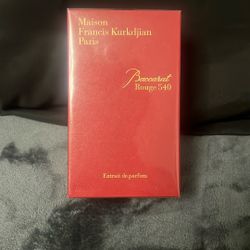 Maison
Francis Kurkdjian
Paris
Baccarat
Rouge 540
Extrait de parfum